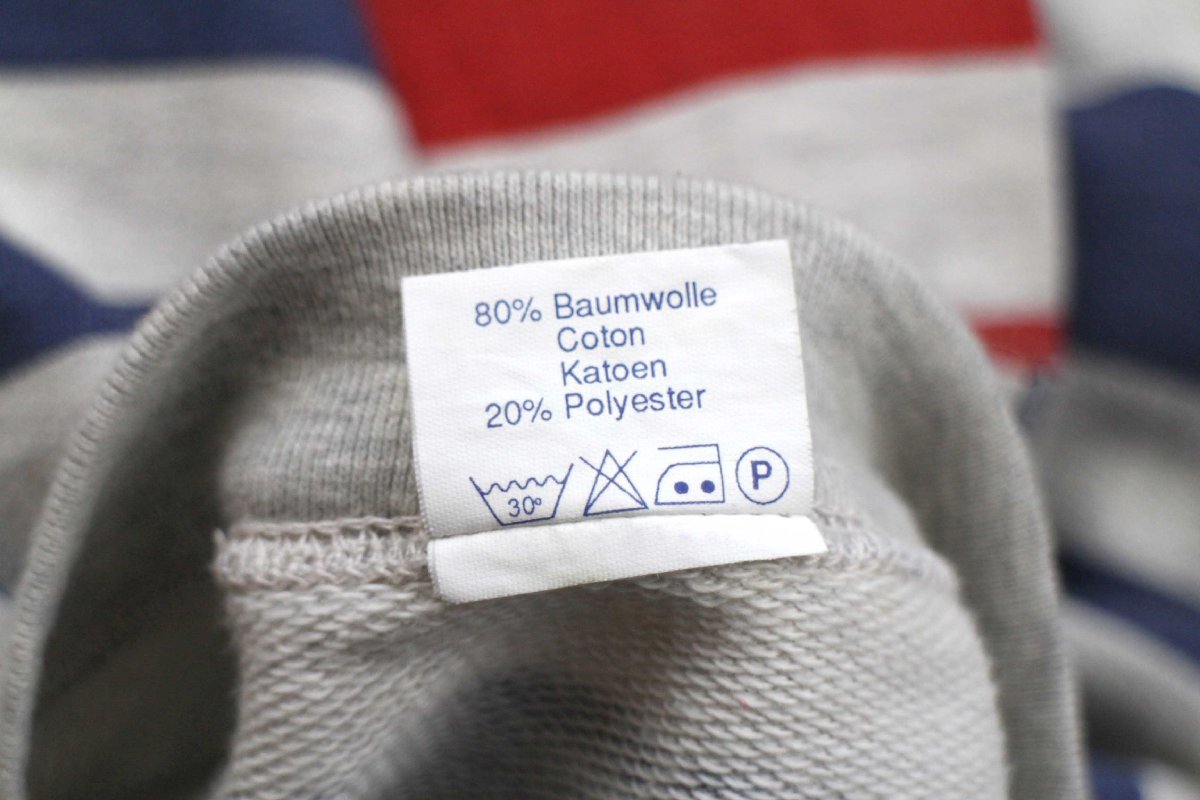 80% Baumwolle
Coton
Katoen
20% Polyester
30° P